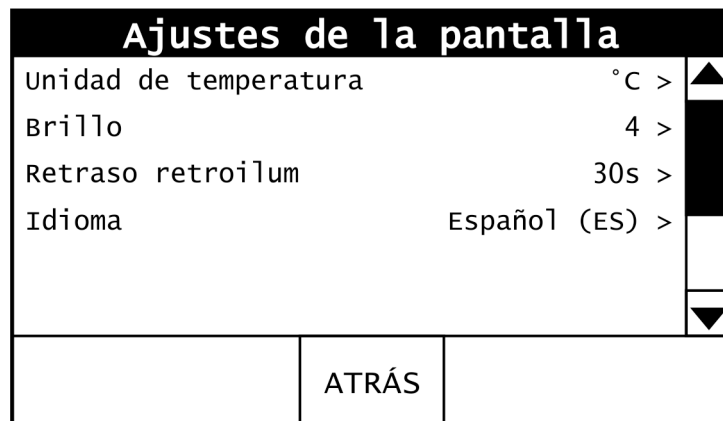 Ajustes de la pantalla
Unidad de temperatura °C >
Brillo 4 >
Retraso retroilum 30s >
Idioma Español (ES) >
ATRÁS